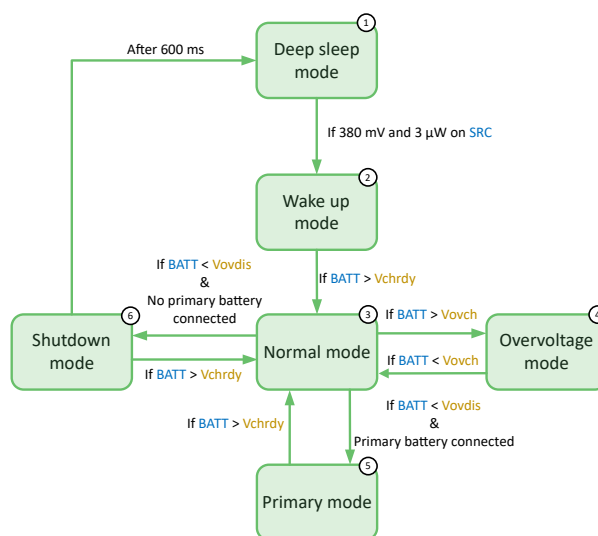 1
Deep sleep
mode
After 600 ms
If 380 mV and 3 µW on SRC
2
Wake up
mode
If BATT < Vovdis
&
No primary battery
connected
If BATT > Vchrdy
6
Shutdown
mode
3
Normal mode
If BATT > Vovch
If BATT < Vovch
4
Overvoltage
mode
If BATT > Vchrdy
If BATT > Vchrdy
If BATT < Vovdis
&
Primary battery connected
5
Primary mode